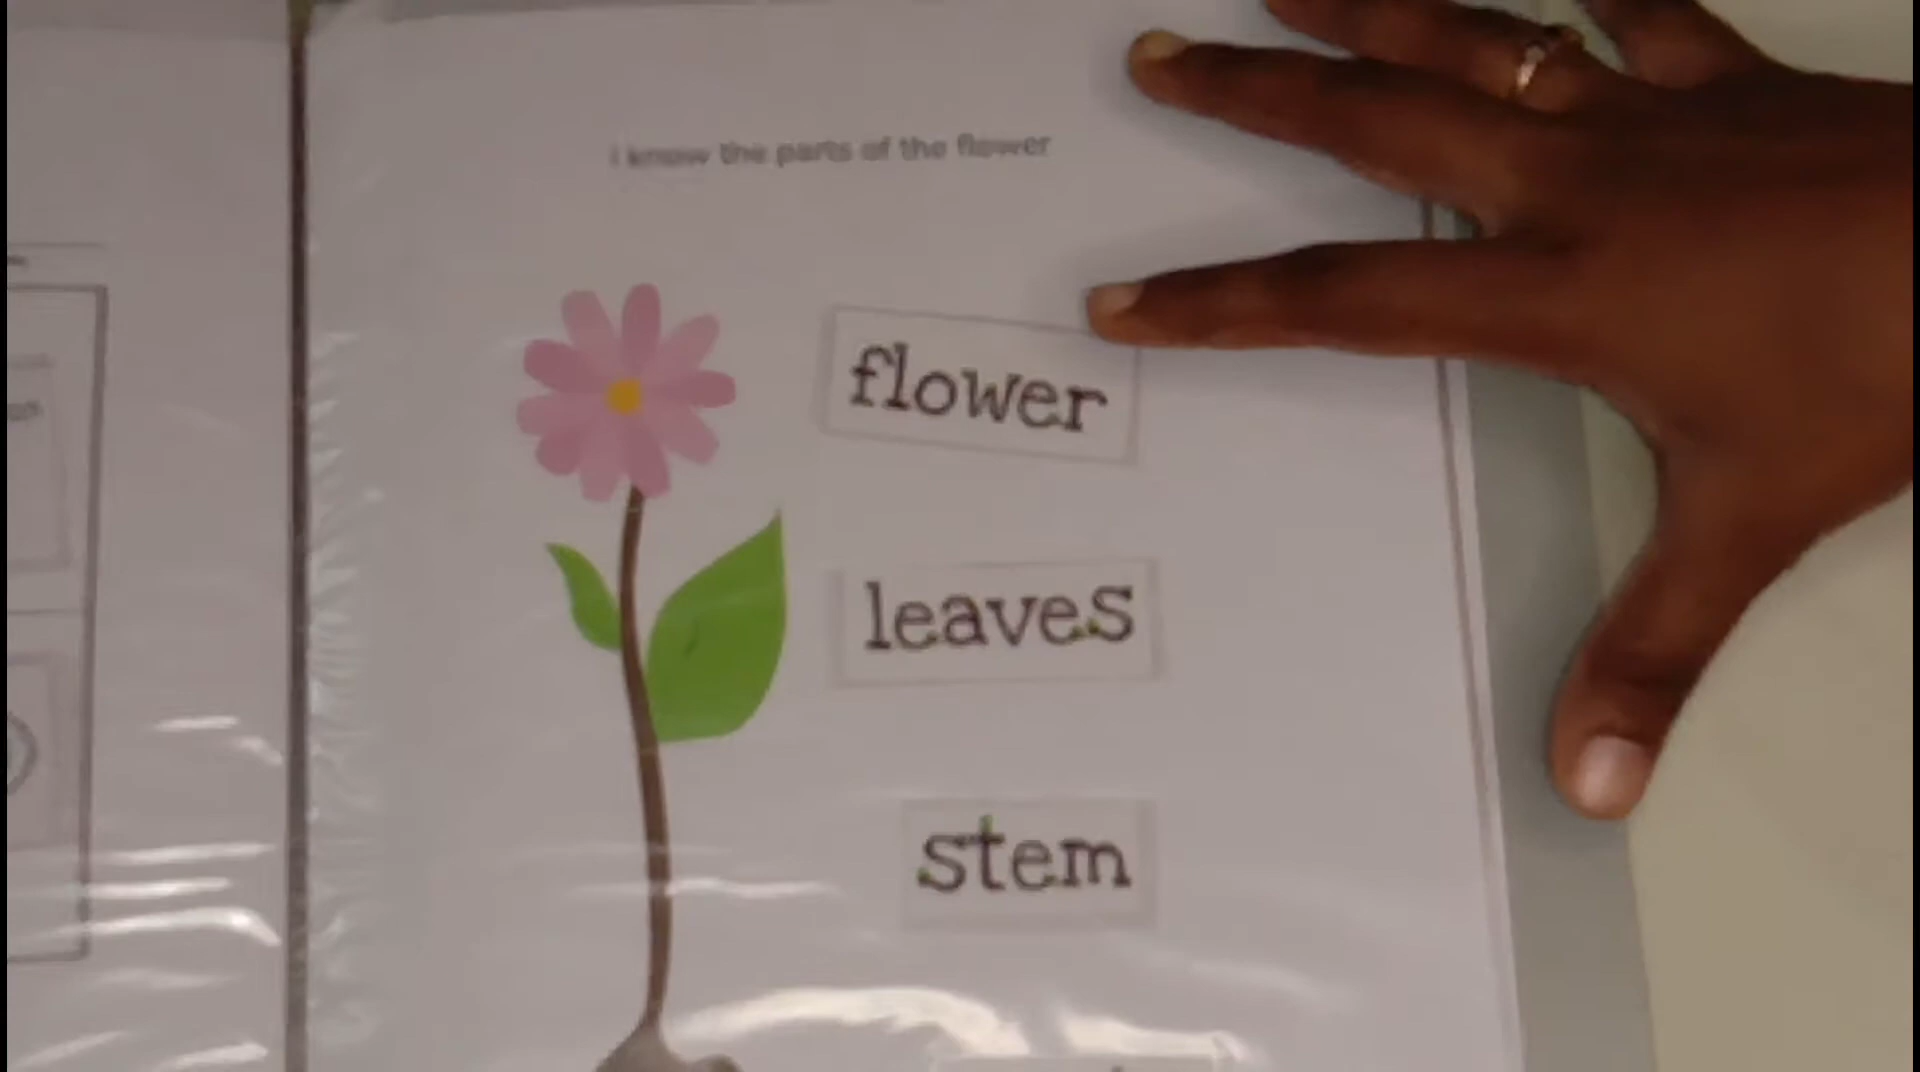 I know the parts of the flower
flower
leaves
stem